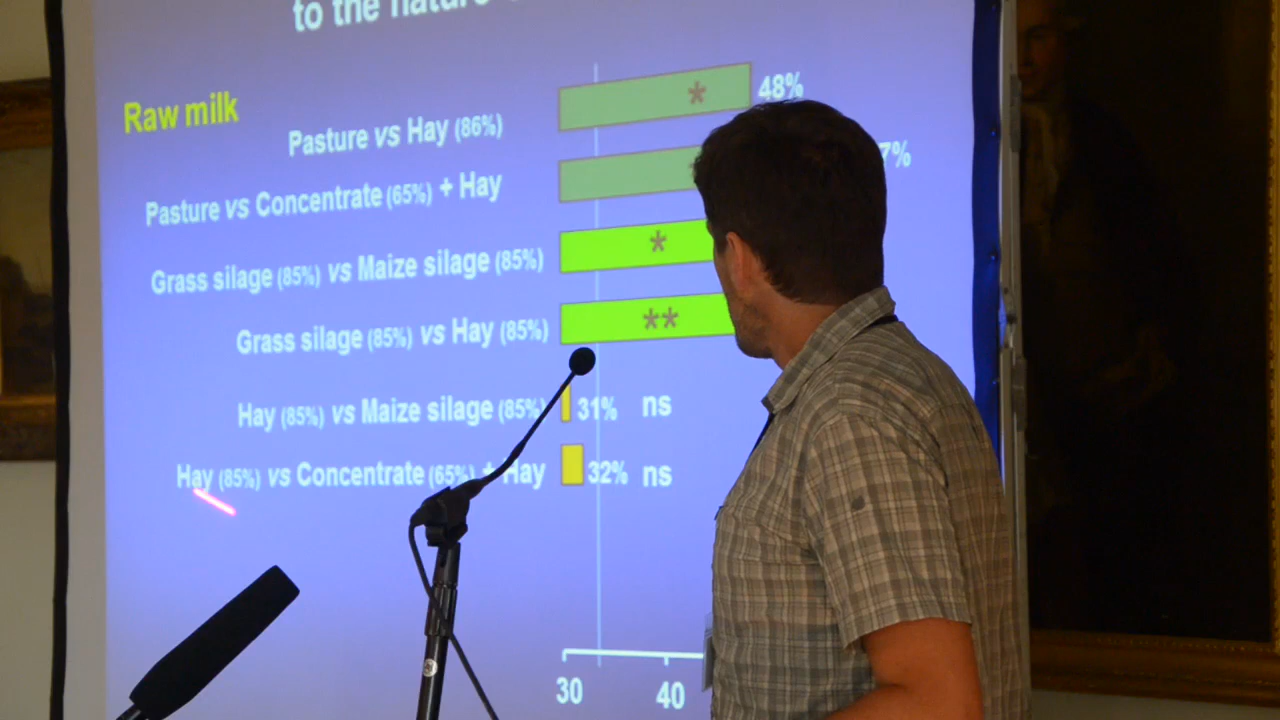 to the nature
Raw milk
48%
Pasture vs Hay (86%)
7%
Pasture vs Concentrate (65%) + Hay
*
*
Grass silage (85%) vs Maize silage (85%)
**
Grass silage (85%) vs Hay (85%)
Hay (85%) vs Maize silage (85%) 31% ns
Hay (85%) vs Concentrate (65%) + Hay 32% ns
30 40